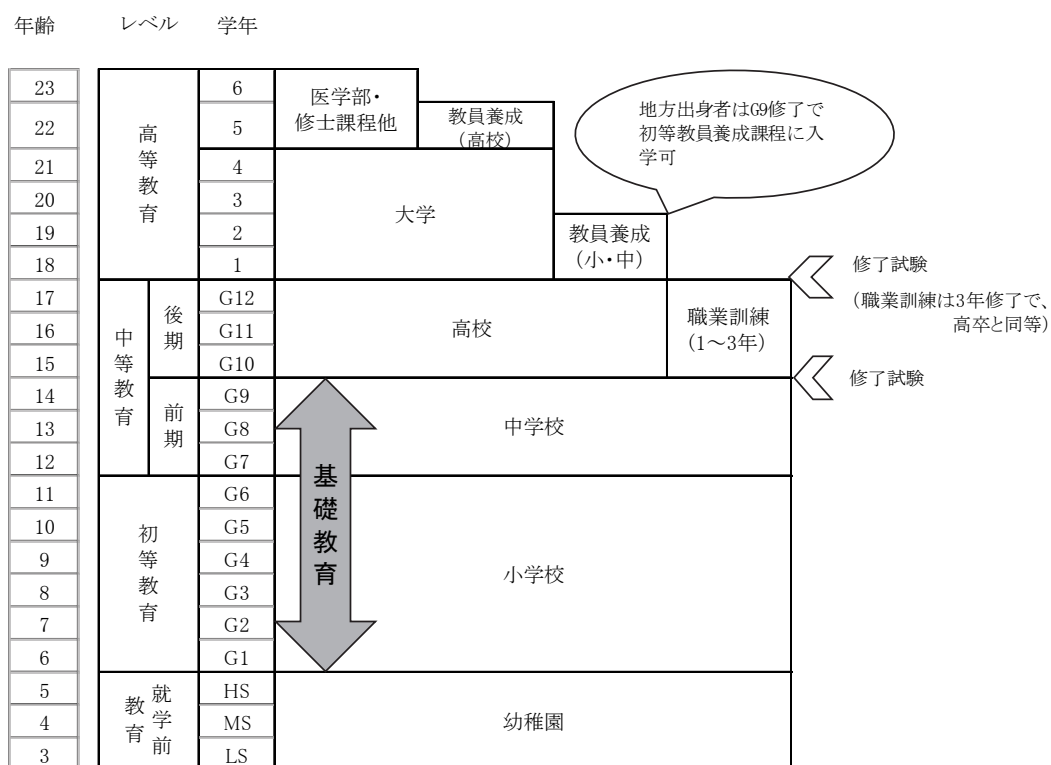 年齢 レベル 学年
23 6
医学部・
修士課程他
22 5
教員養成
(高校)
地方出身者はG9修了で
初等教員養成課程に入
学可
高等教育
21 4
20 3
大学
19 2
教員養成
(小・中)
18 1
修了試験
(職業訓練は3年修了で、
高卒と同等)
17 G12
中等教育
後期
16 G11
高校
職業訓練
(1～3年)
15 G10
修了試験
14 G9
前期
13 G8
中学校
12 G7
基礎教育
11 G6
10 G5
初等教育
9 G4
小学校
8 G3
7 G2
6 G1
5 HS
就学前
教育
4 MS
幼稚園
3 LS